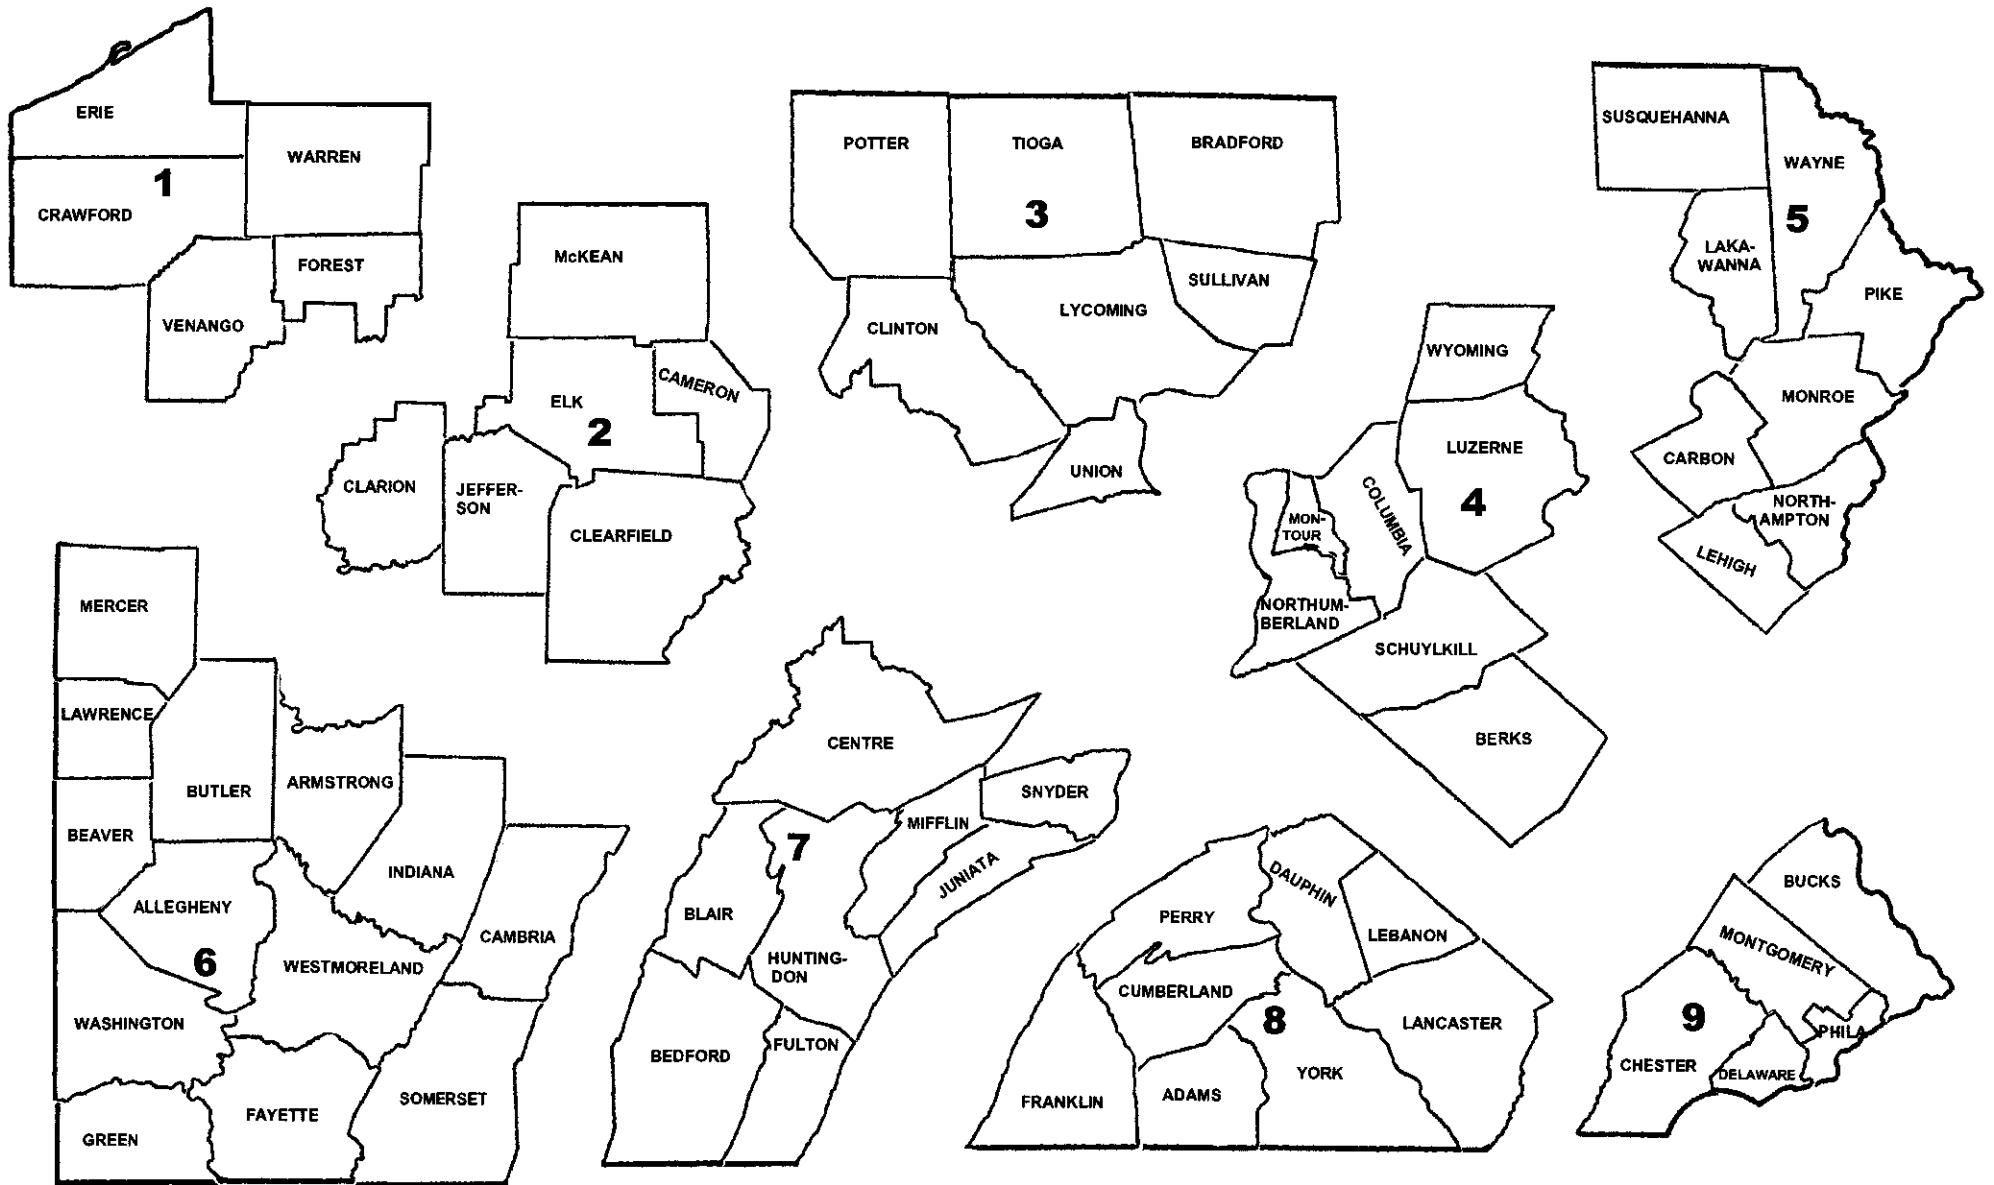 ERIE
WARREN
1
CRAWFORD
FOREST
VENANGO
McKEAN
CAMERON
ELK
2
CLARION
JEFFER-
SON
CLEARFIELD
POTTER
TIOGA
BRADFORD
3
SULLIVAN
LYCOMING
CLINTON
UNION
WYOMING
LUZERNE
4
COLUMBIA
MON-
TOUR
NORTHUM-
BERLAND
SCHUYLKILL
BERKS
SUSQUEHANNA
WAYNE
5
LAKA-
WANNA
PIKE
MONROE
CARBON
NORTH-
AMPTON
LEHIGH
MERCER
LAWRENCE
BUTLER
ARMSTRONG
BEAVER
INDIANA
ALLEGHENY
CAMBRIA
6
WESTMORELAND
WASHINGTON
SOMERSET
FAYETTE
GREEN
CENTRE
SNYDER
MIFFLIN
7
JUNIATA
BLAIR
HUNTING-
DON
BEDFORD
FULTON
DAUPHIN
PERRY
LEBANON
CUMBERLAND
8
LANCASTER
YORK
FRANKLIN
ADAMS
BUCKS
MONTGOMERY
9
PHILA
CHESTER
DELAWARE